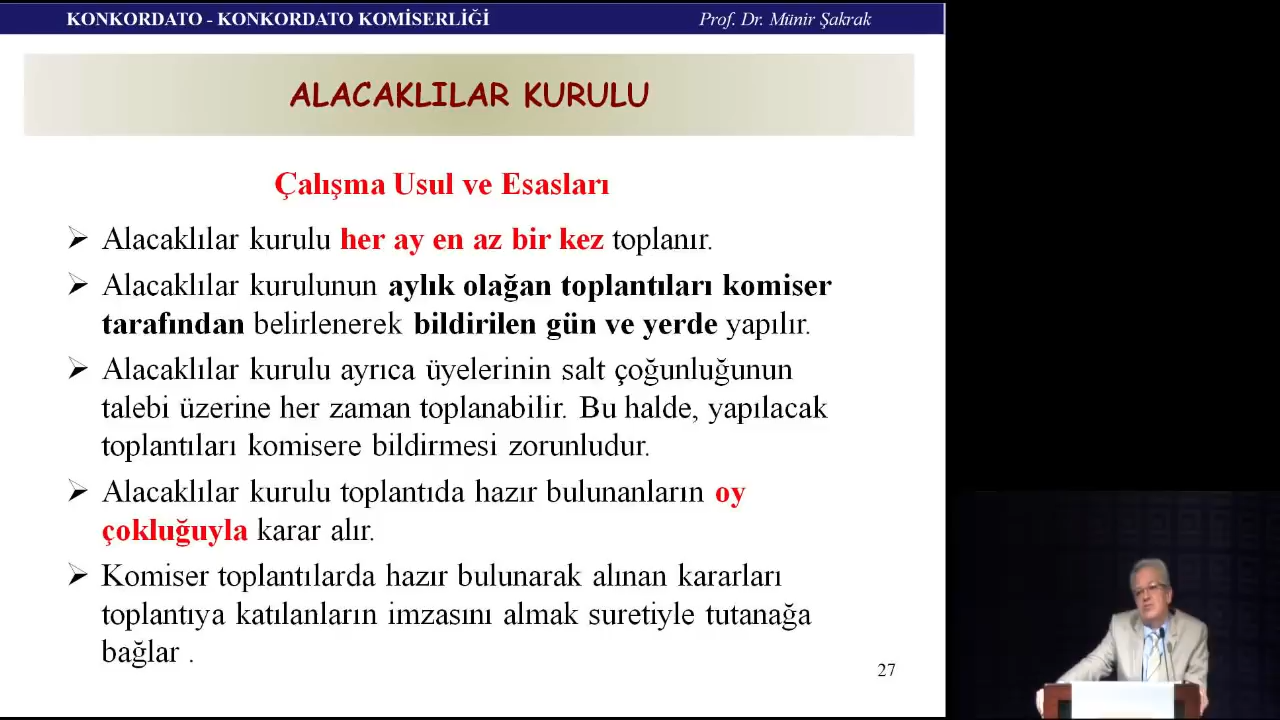 KONKORDATO - KONKORDATO KOMİSERLİĞİ Prof. Dr. Münir Şakrak
ALACAKLILAR KURULU
Çalışma Usul ve Esasları
➢ Alacaklılar kurulu her ay en az bir kez toplanır.
➢ Alacaklılar kurulunun aylık olağan toplantıları komiser
tarafından belirlenerek bildirilen gün ve yerde yapılır.
➢ Alacaklılar kurulu ayrıca üyelerinin salt çoğunluğunun
talebi üzerine her zaman toplanabilir. Bu halde, yapılacak
toplantıları komisere bildirmesi zorunludur.
➢ Alacaklılar kurulu toplantıda hazır bulunanların oy
çokluğuyla karar alır.
➢ Komiser toplantılarda hazır bulunarak alınan kararları
toplantıya katılanların imzasını almak suretiyle tutanağa
bağlar .
27